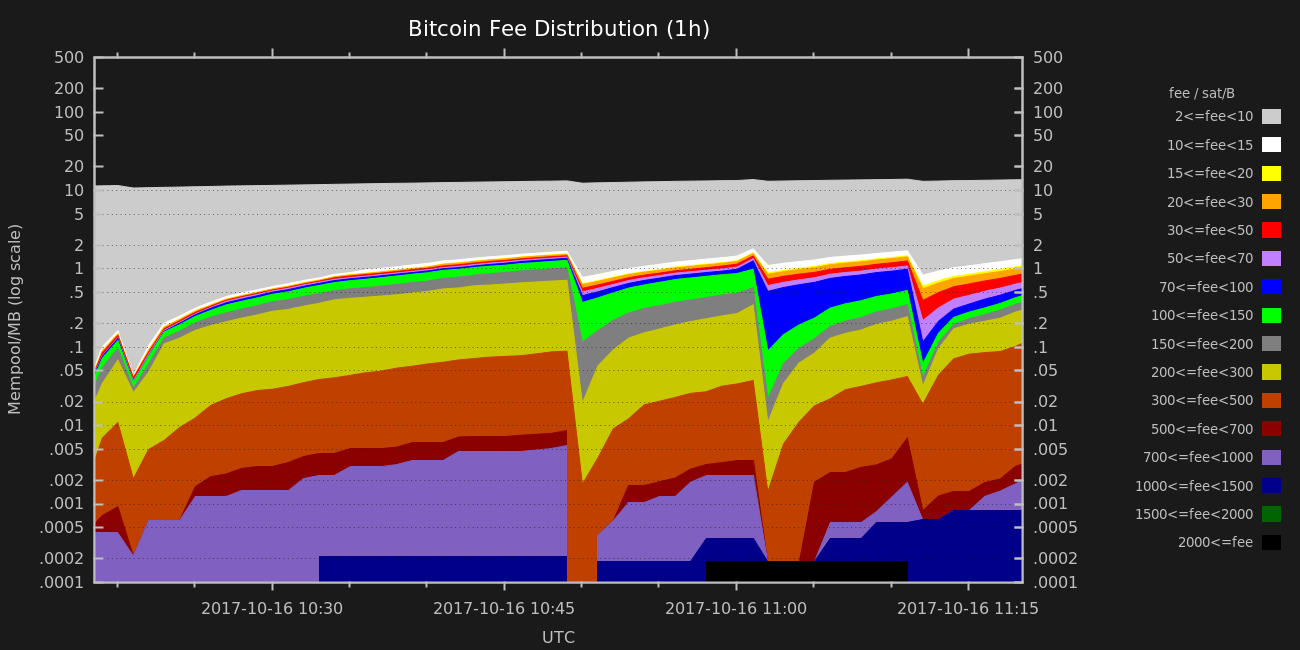 Bitcoin Fee Distribution (1h)
500
200
100
50
20
10
5
2
1
.5
.2
.1
.05
.02
.01
.005
.002
.001
.0005
.0002
.0001
Mempool/MB (log scale)
500
200
100
50
20
10
5
2
1
.5
.2
.1
.05
.02
.01
.005
.002
.001
.0005
.0002
.0001
2017-10-16 10:30 2017-10-16 10:45 2017-10-16 11:00 2017-10-16 11:15
UTC
fee / sat/B
2<=fee<10
10<=fee<15
15<=fee<20
20<=fee<30
30<=fee<50
50<=fee<70
70<=fee<100
100<=fee<150
150<=fee<200
200<=fee<300
300<=fee<500
500<=fee<700
700<=fee<1000
1000<=fee<1500
1500<=fee<2000
2000<=fee